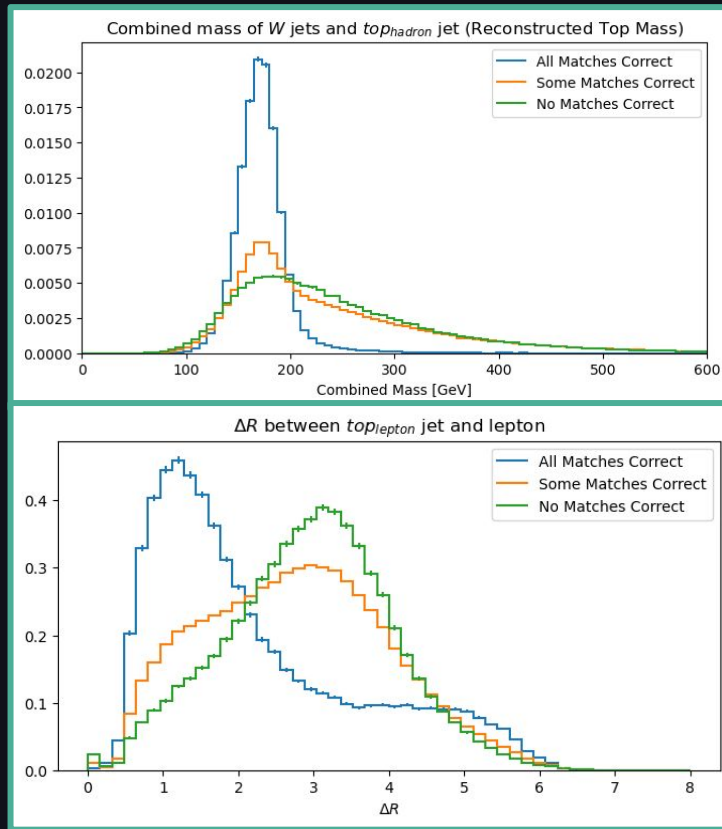 Combined mass of W jets and top_hadron jet (Reconstructed Top Mass)
All Matches Correct
Some Matches Correct
No Matches Correct
0.0200
0.0175
0.0150
0.0125
0.0100
0.0075
0.0050
0.0025
0.0000
0 100 200 300 400 500 600
Combined Mass [GeV]
ΔR between top_lepton jet and lepton
All Matches Correct
Some Matches Correct
No Matches Correct
0.4
0.3
0.2
0.1
0.0
0 1 2 3 4 5 6 7 8
ΔR